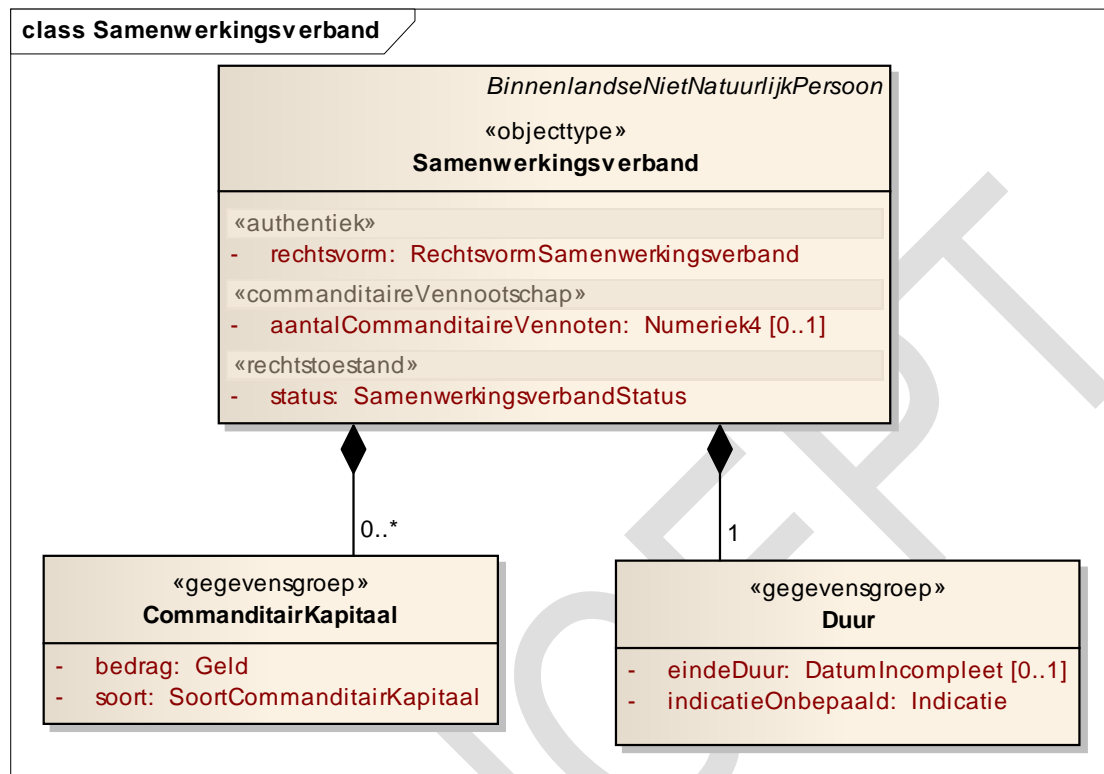 class Samenwerkingsverband
BinnenlandseNietNatuurlijkPersoon
«objecttype»
Samenwerkingsverband
«authentiek»
- rechtsvorm: RechtsvormSamenwerkingsverband
«commanditaireVennootschap»
- aantalCommanditaireVennoten: Numeriek4 [0..1]
«rechtstoestand»
- status: SamenwerkingsverbandStatus
0..*
1
«gegevensgroep»
CommanditairKapitaal
- bedrag: Geld
- soort: SoortCommanditairKapitaal
«gegevensgroep»
Duur
- eindeDuur: DatumIncompleet [0..1]
- indicatieOnbepaald: Indicatie